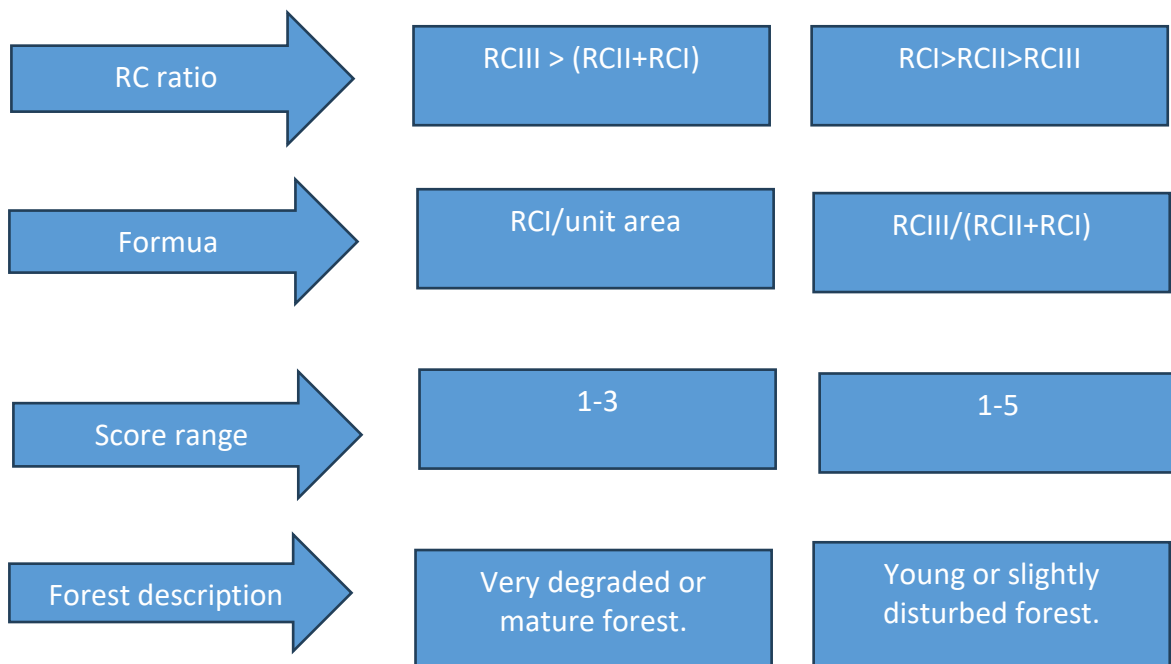 RC ratio
RCIII > (RCII+RCI)
RCI>RCII>RCIII
Formua
RCI/unit area
RCIII/(RCII+RCI)
Score range
1-3
1-5
Forest description
Very degraded or
mature forest.
Young or slightly
disturbed forest.